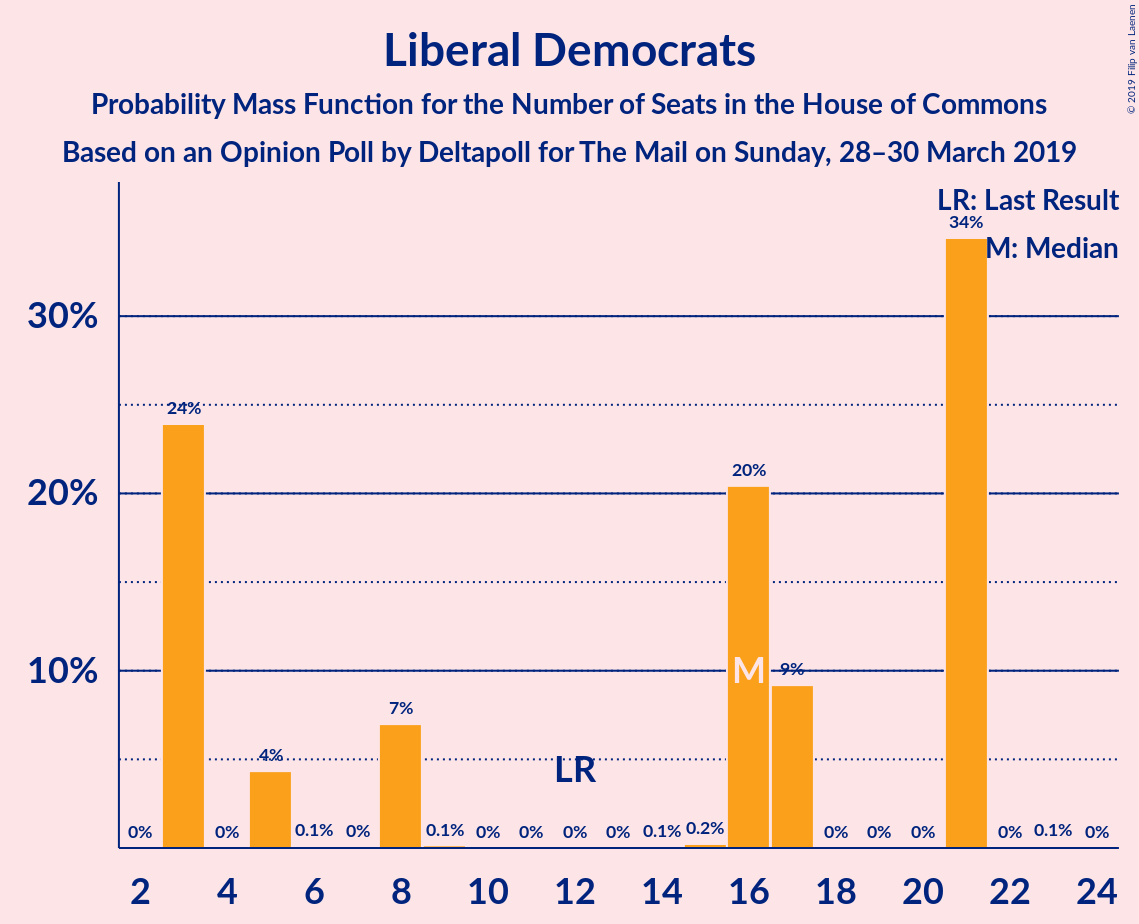 Liberal Democrats
Probability Mass Function for the Number of Seats in the House of Commons
Based on an Opinion Poll by Deltapoll for The Mail on Sunday, 28–30 March 2019
© 2019 Filip van Laenen
LR: Last Result
M: Median
34%
30%
24%
20%
20%
10%
M
9%
7%
4%
LR
0%
0%
0.1%
0%
0.1%
0%
0%
0%
0%
0.1%
0.2%
0%
0%
0%
0%
0.1%
0%
2 4 6 8 10 12 14 16 18 20 22 24